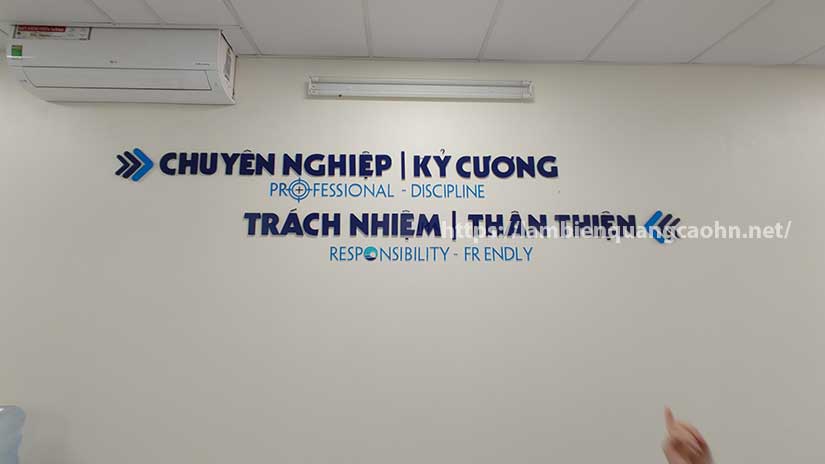 CHUYÊN NGHIỆP | KỶ CƯƠNG
PROFESSIONAL - DISCIPLINE
TRÁCH NHIỆM | THÂN THIỆN
https://lambienquangcaohn.net/
RESPONSIBILITY - FR ENDLY